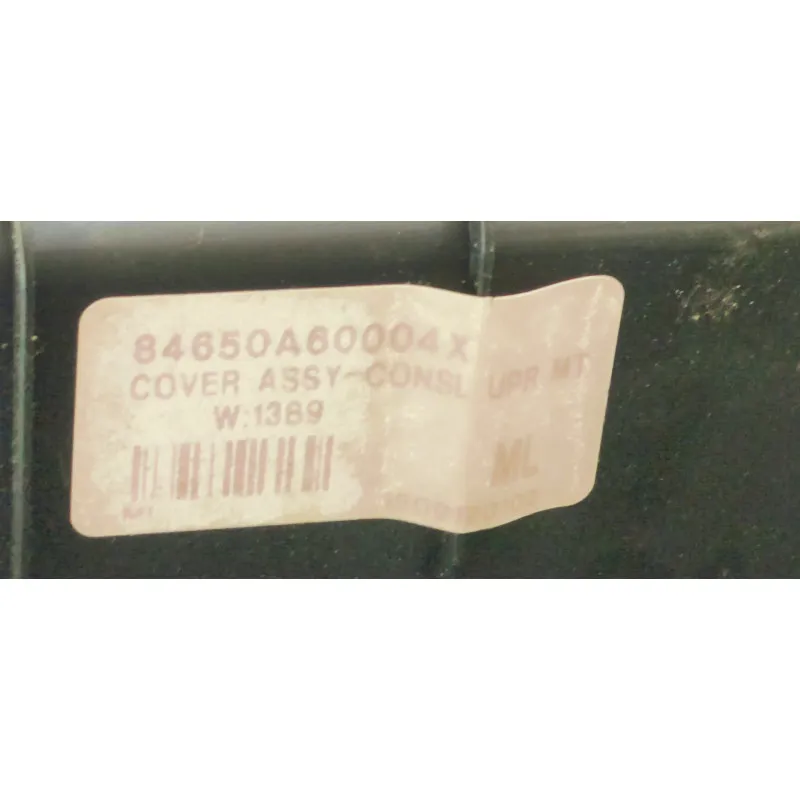 84650A60004X
COVER ASSY-CONSL UPR MT
W:1389
ML